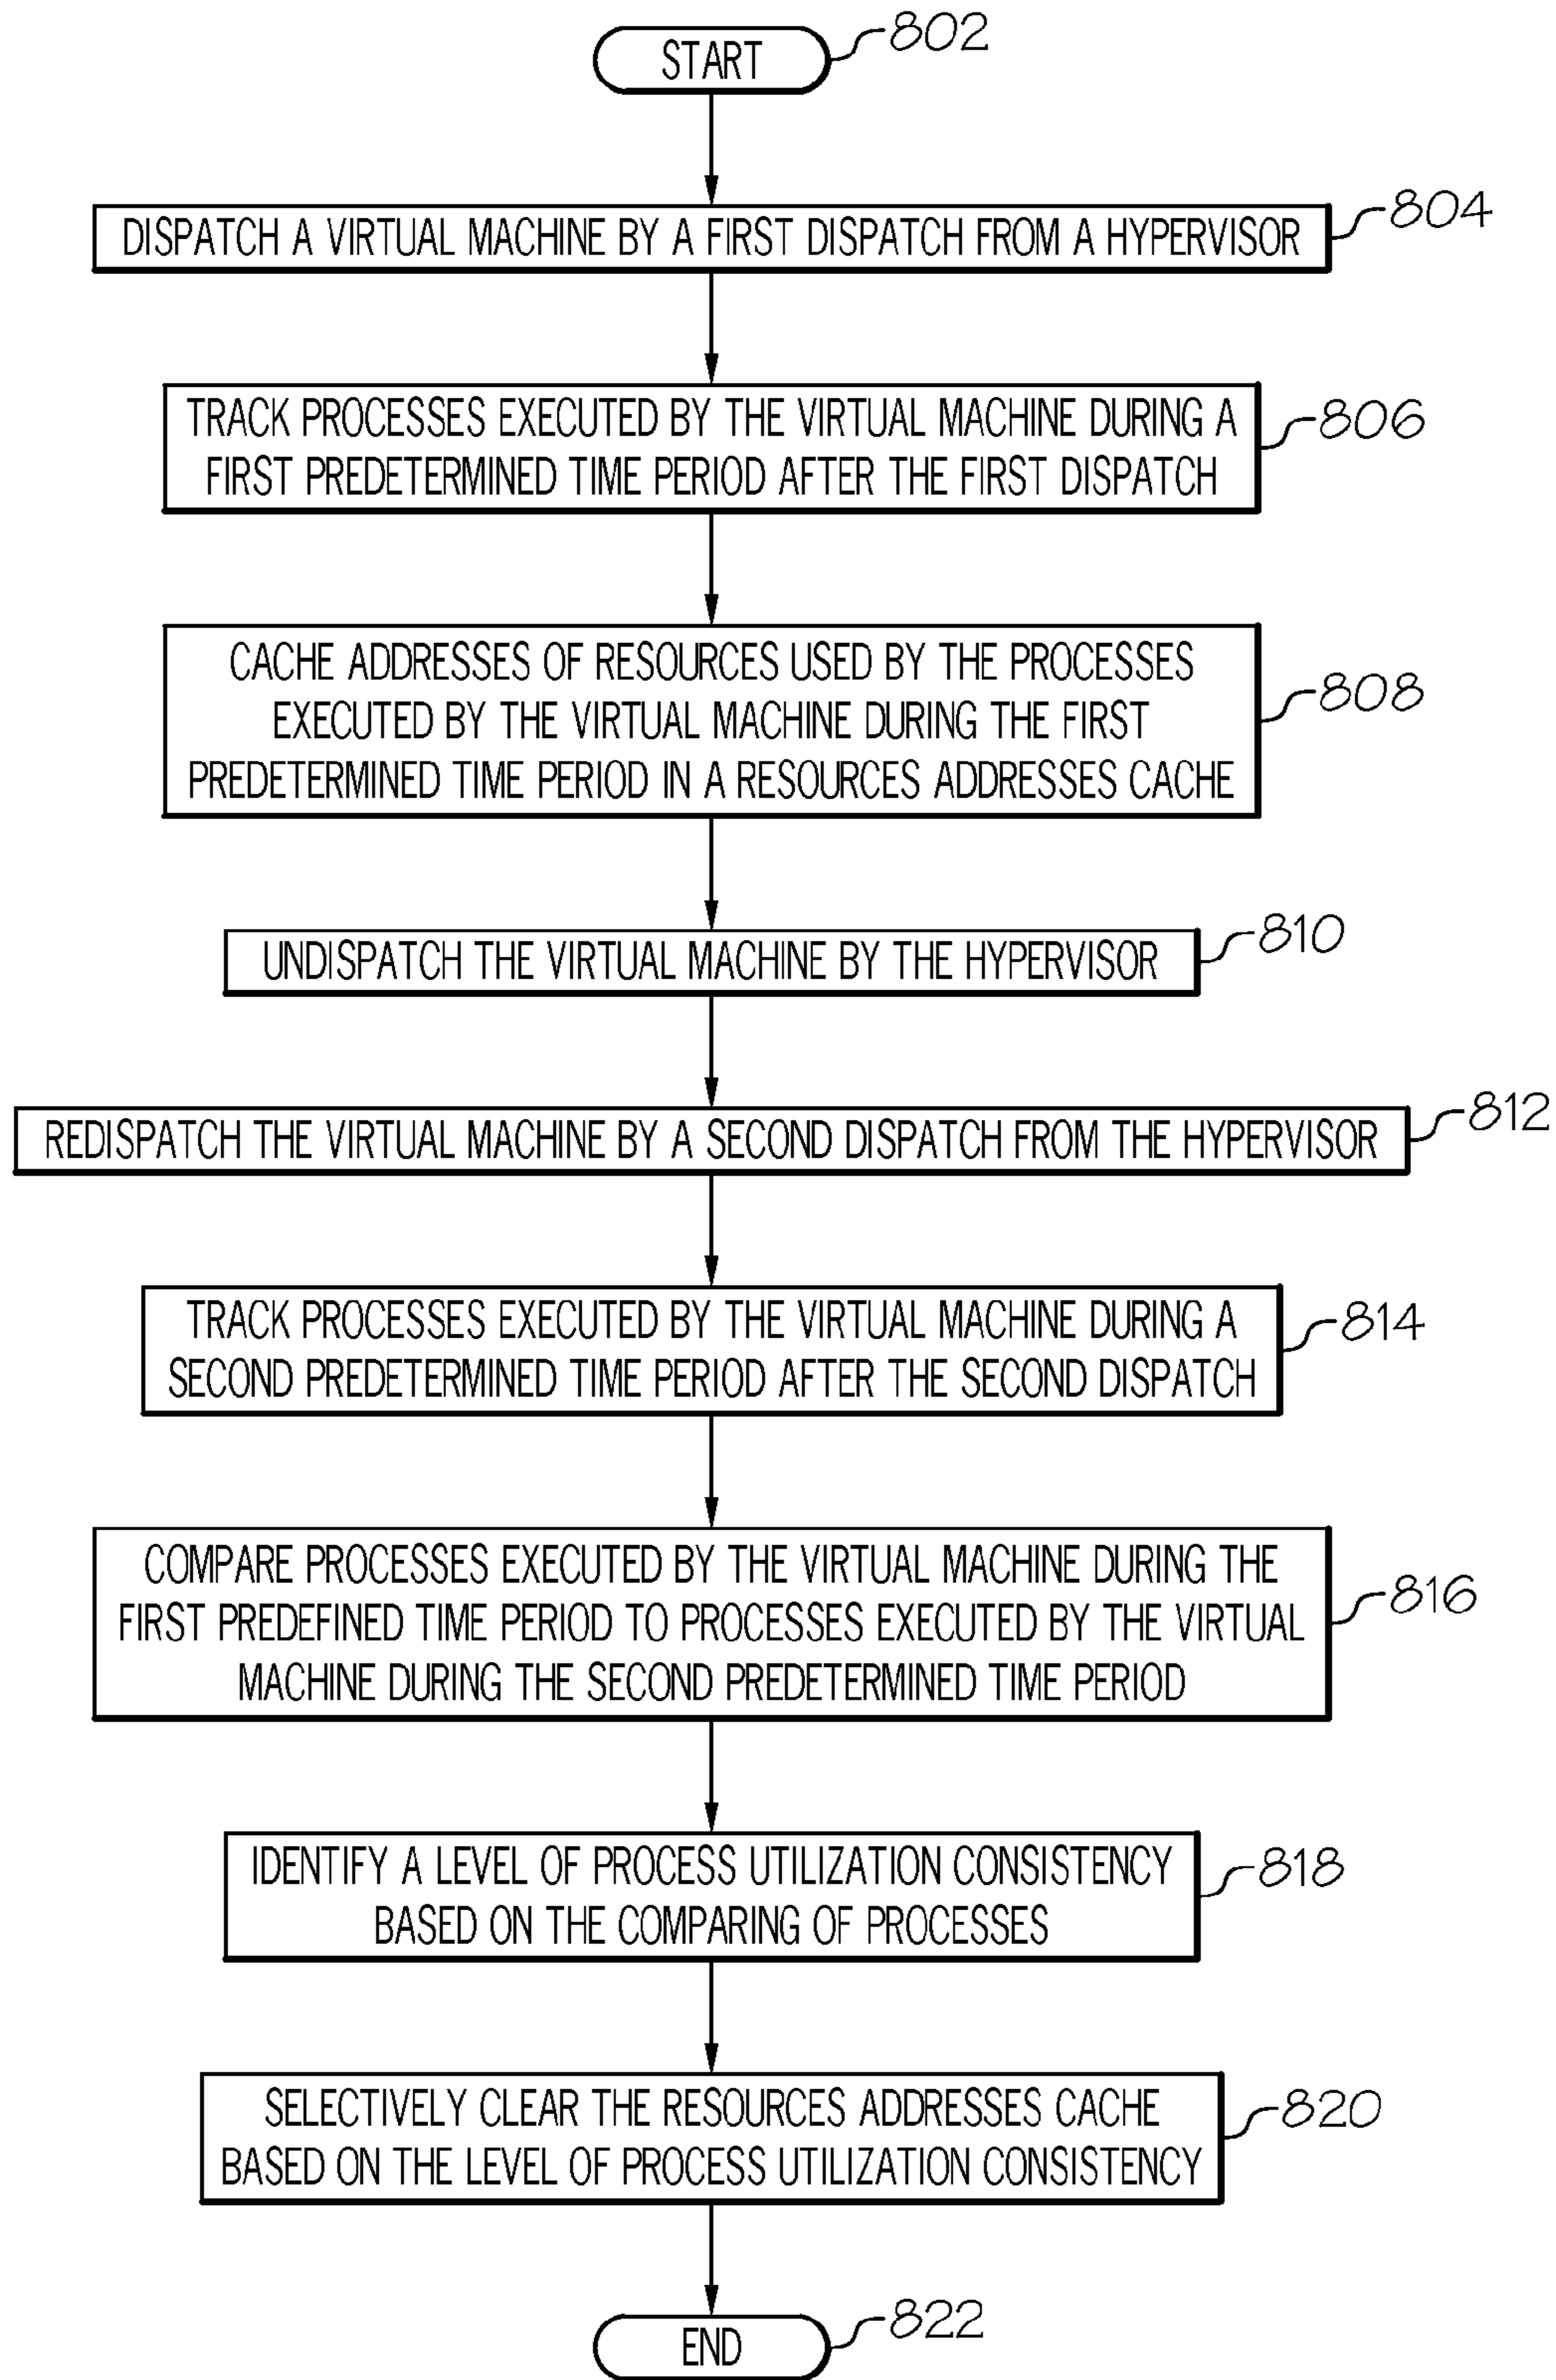 START
802
DISPATCH A VIRTUAL MACHINE BY A FIRST DISPATCH FROM A HYPERVISOR
804
TRACK PROCESSES EXECUTED BY THE VIRTUAL MACHINE DURING A
FIRST PREDETERMINED TIME PERIOD AFTER THE FIRST DISPATCH
806
CACHE ADDRESSES OF RESOURCES USED BY THE PROCESSES
EXECUTED BY THE VIRTUAL MACHINE DURING THE FIRST
PREDETERMINED TIME PERIOD IN A RESOURCES ADDRESSES CACHE
808
UNDISPATCH THE VIRTUAL MACHINE BY THE HYPERVISOR
810
REDISPATCH THE VIRTUAL MACHINE BY A SECOND DISPATCH FROM THE HYPERVISOR
812
TRACK PROCESSES EXECUTED BY THE VIRTUAL MACHINE DURING A
SECOND PREDETERMINED TIME PERIOD AFTER THE SECOND DISPATCH
814
COMPARE PROCESSES EXECUTED BY THE VIRTUAL MACHINE DURING THE
FIRST PREDEFINED TIME PERIOD TO PROCESSES EXECUTED BY THE VIRTUAL
MACHINE DURING THE SECOND PREDETERMINED TIME PERIOD
816
IDENTIFY A LEVEL OF PROCESS UTILIZATION CONSISTENCY
BASED ON THE COMPARING OF PROCESSES
818
SELECTIVELY CLEAR THE RESOURCES ADDRESSES CACHE
BASED ON THE LEVEL OF PROCESS UTILIZATION CONSISTENCY
820
END
822